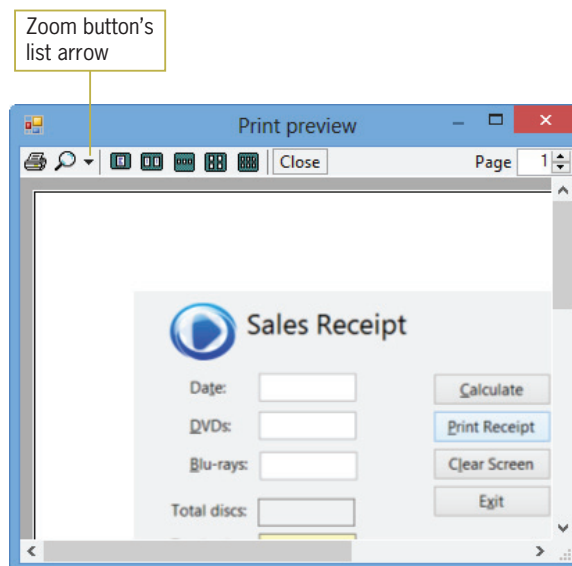 Zoom button's
list arrow
Print preview
Close Page 1
Sales Receipt
Date: Calculate
DVDs: Print Receipt
Blu-rays: Clear Screen
Total discs: Exit